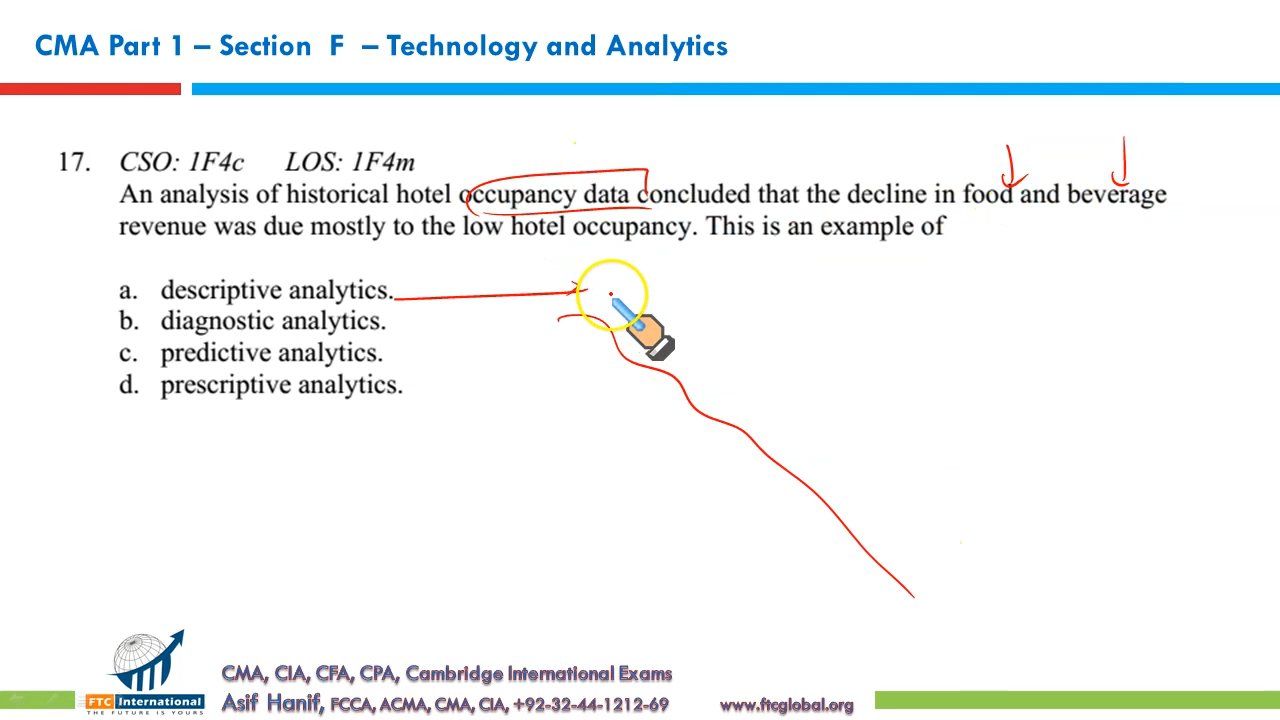 CMA Part 1 – Section F – Technology and Analytics
17. CSO: 1F4c LOS: 1F4m
An analysis of historical hotel occupancy data concluded that the decline in food and beverage
revenue was due mostly to the low hotel occupancy. This is an example of
a. descriptive analytics.
b. diagnostic analytics.
c. predictive analytics.
d. prescriptive analytics.
FTC International
THE FUTURE IS YOURS
CMA, CIA, CFA, CPA, Cambridge International Exams
Asif Hanif, FCCA, ACMA, CMA, CIA, +92-32-44-1212-69 www.ftcglobal.org